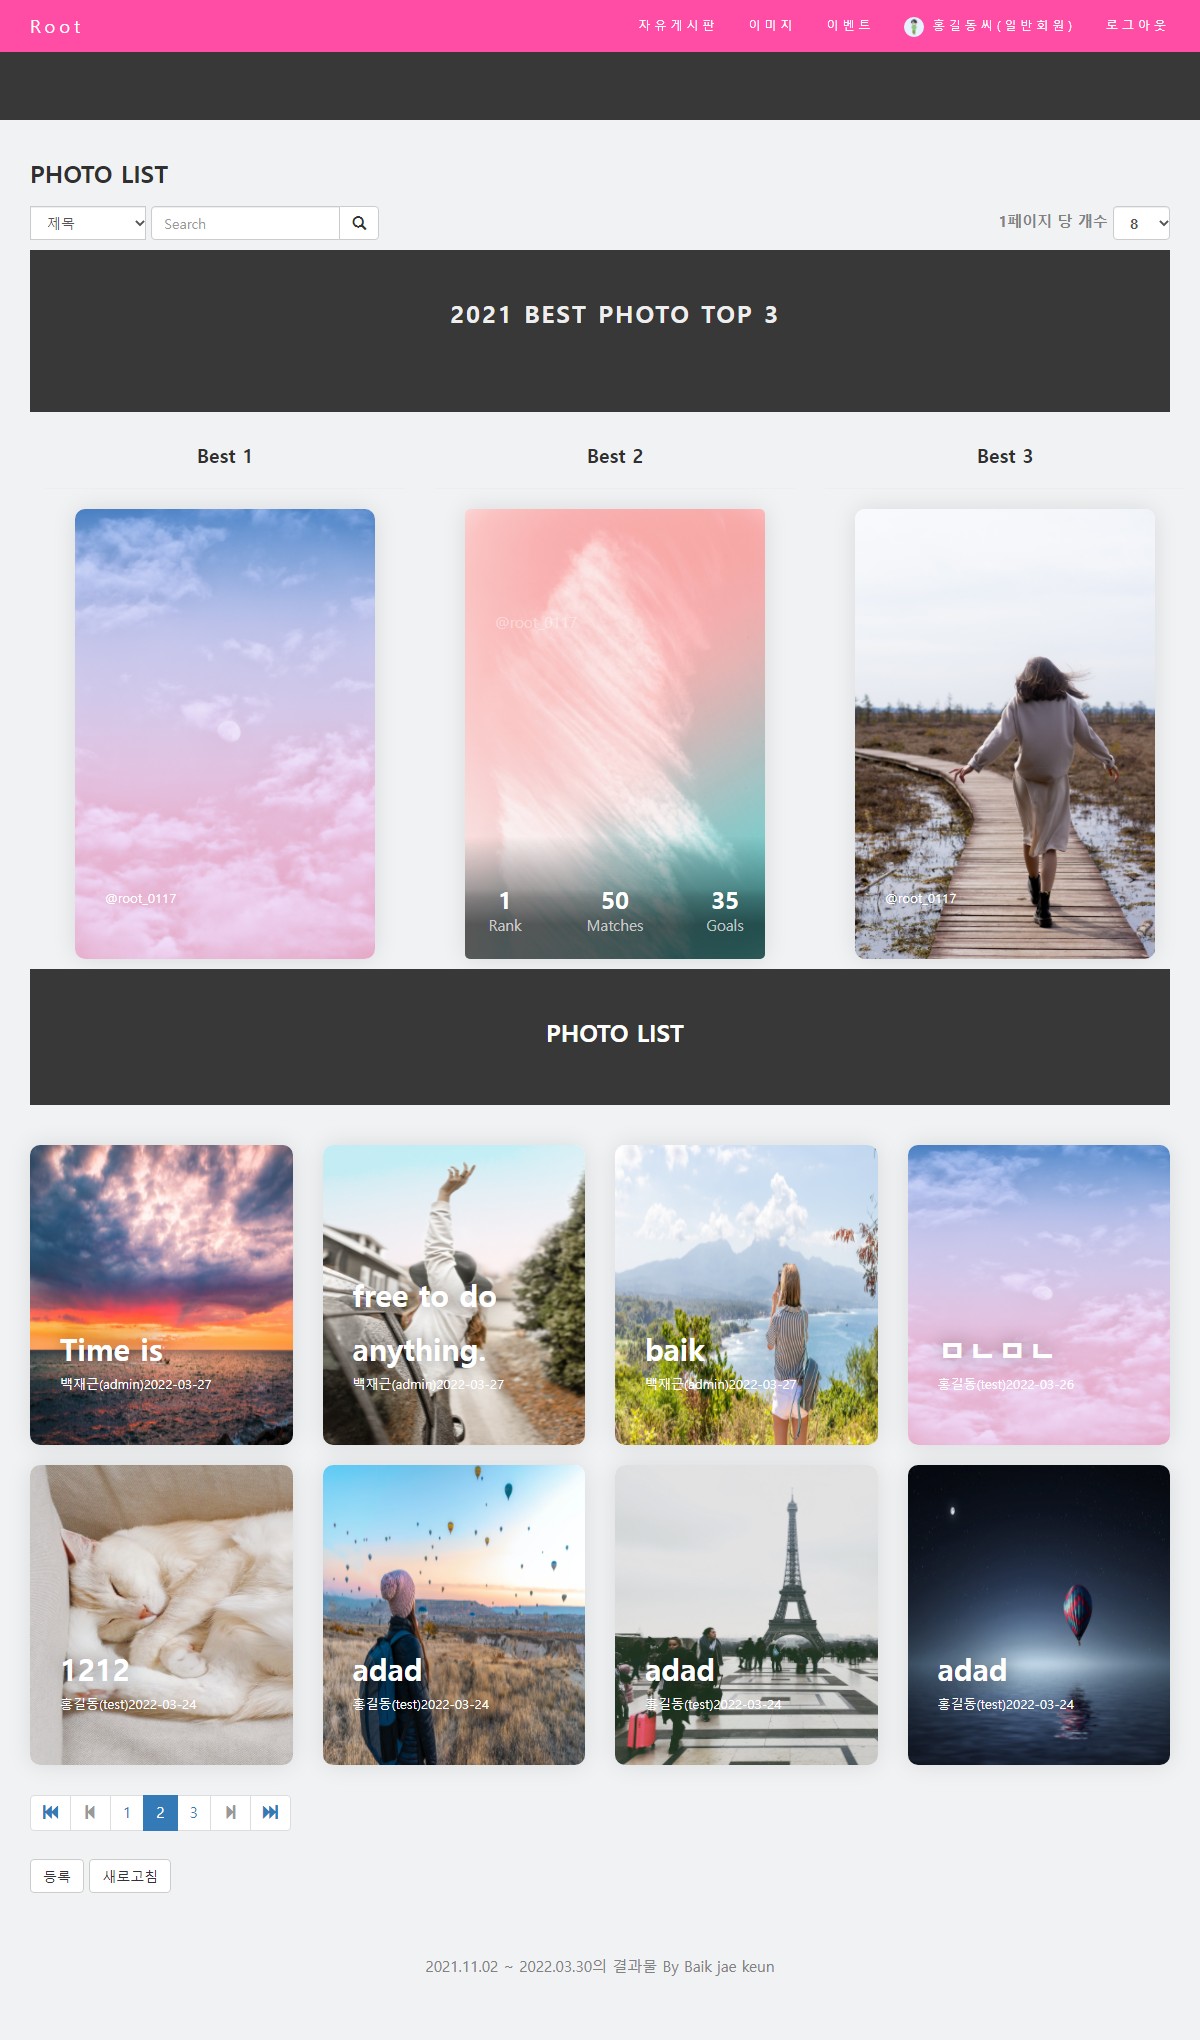 Root 자유게시판 이미지 이벤트 홍길동씨(일반회원) 로그아웃
PHOTO LIST
제목 Search 1페이지 당 개수 8
2021 BEST PHOTO TOP 3
Best 1 Best 2 Best 3
@root_0117
@root_0117 @root_0117
1 50 35
Rank Matches Goals
PHOTO LIST
free to do
Time is anything. baik ㅁㄴㅁㄴ
백재근(admin)2022-03-27 백재근(admin)2022-03-27 백재근(admin)2022-03-27 홍길동(test)2022-03-26
1212 adad adad adad
홍길동(test)2022-03-24 홍길동(test)2022-03-24 홍길동(test)2022-03-24 홍길동(test)2022-03-24
1 2 3
등록 새로고침
2021.11.02 ~ 2022.03.30의 결과물 By Baik jae keun